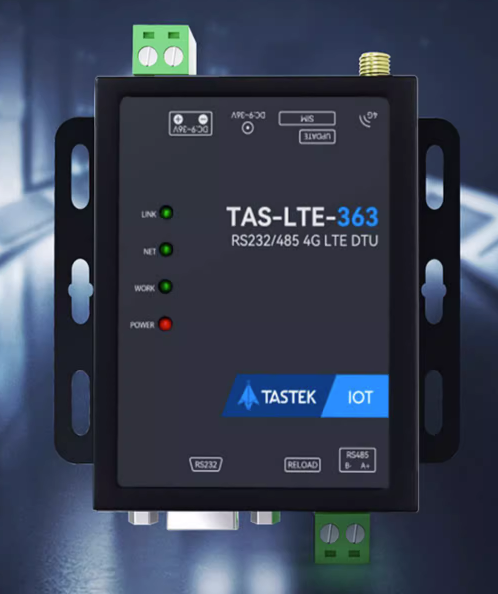 DC-9~36V
DC-9~36V
SIM
UPDATE
4G
LINK
NET
WORK
POWER
TAS-LTE-363
RS232/485 4G LTE DTU
TASTEK
IOT
RS232
RELOAD
RS485
B- A+